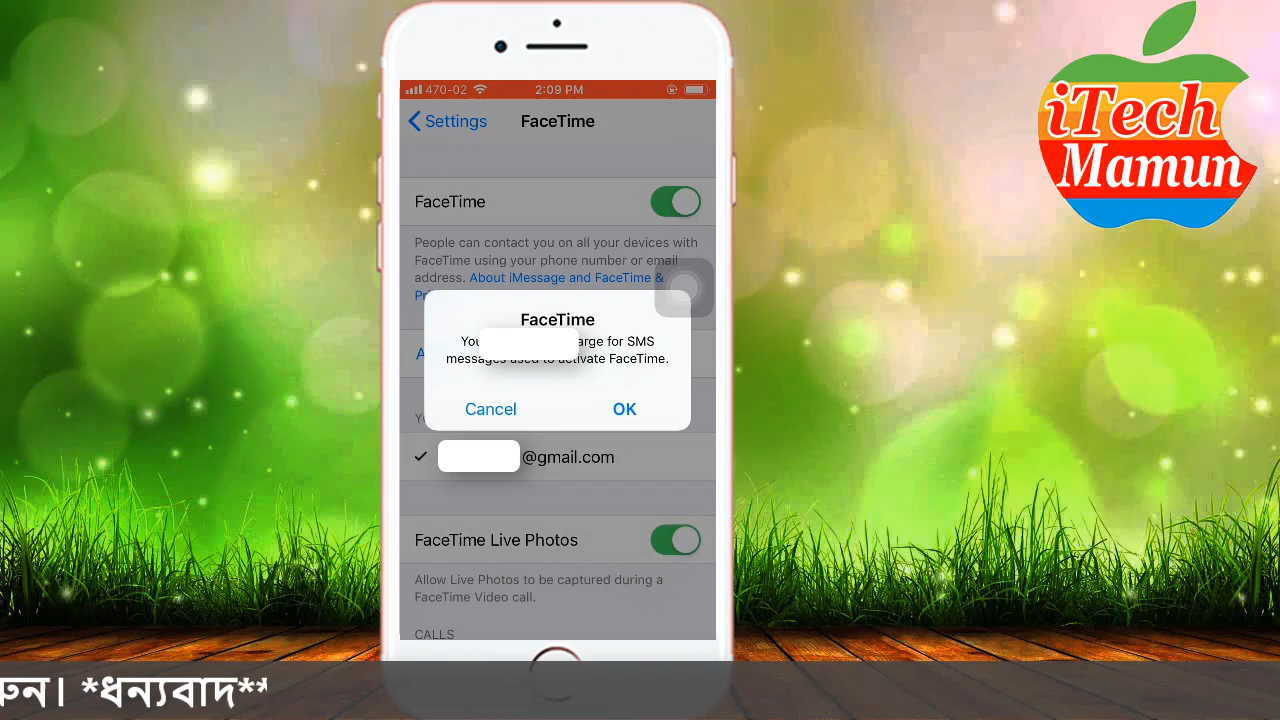 iTech
Mamun
470-02
2:09 PM
Settings
FaceTime
FaceTime
People can contact you on all your devices with
FaceTime using your phone number or email
address. About iMessage and FaceTime &
FaceTime
for SMS
messages used to activate FaceTime.
Cancel
OK
@gmail.com
FaceTime Live Photos
Allow Live Photos to be captured during a
FaceTime Video call.
CALLS
*ধন্যবাদ**